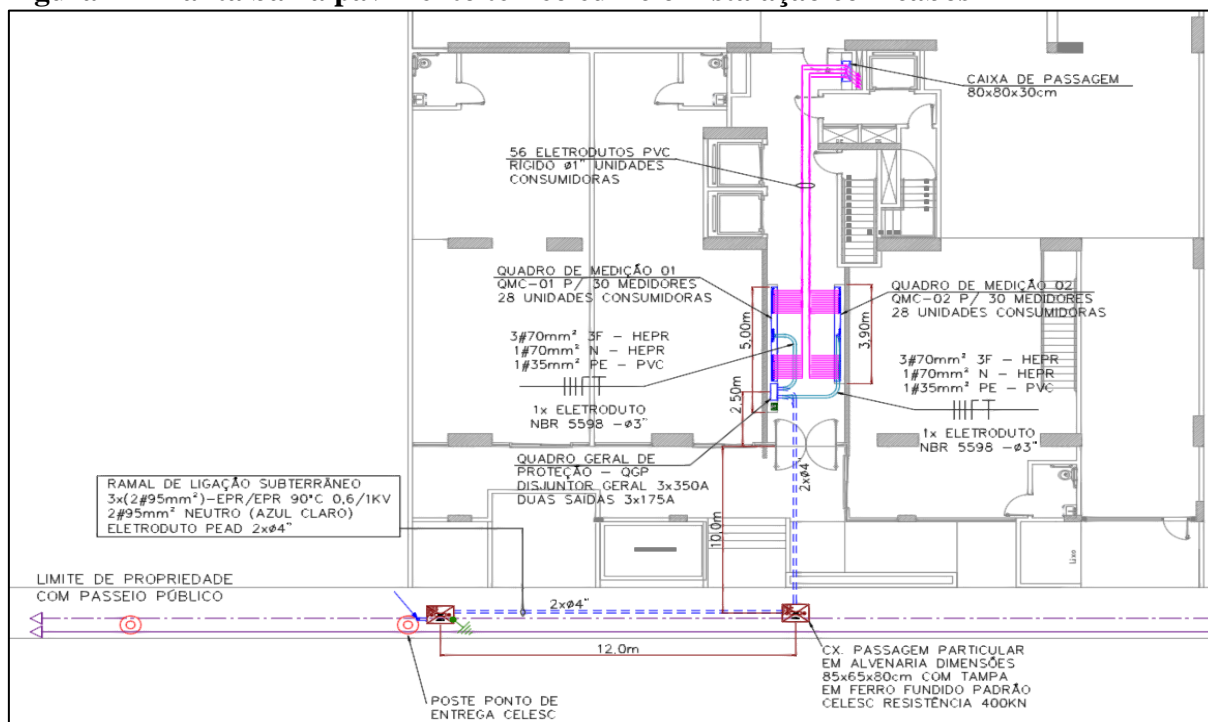 CAIXA DE PASSAGEM
80x80x30cm
56 ELETRODUTOS PVC
RÍGIDO ø1" UNIDADES
CONSUMIDORAS
QUADRO DE MEDIÇÃO 01
QMC-01 P/ 30 MEDIDORES
28 UNIDADES CONSUMIDORAS
QUADRO DE MEDIÇÃO 02
QMC-02 P/ 30 MEDIDORES
28 UNIDADES CONSUMIDORAS
5,00m
3,90m
3#70mm² 3F - HEPR
1#70mm² N - HEPR
1#35mm² PE - PVC
1x ELETRODUTO
NBR 5598 -ø3"
3#70mm² 3F - HEPR
1#70mm² N - HEPR
1#35mm² PE - PVC
1x ELETRODUTO
NBR 5598 -ø3"
2,50m
QUADRO GERAL DE
PROTEÇÃO - QGP
DISJUNTOR GERAL 3x350A
DUAS SAÍDAS 3x175A
2xø4"
10,0m
RAMAL DE LIGAÇÃO SUBTERRÂNEO
3x(2#95mm²)-EPR/EPR 90°C 0,6/1KV
2#95mm² NEUTRO (AZUL CLARO)
ELETRODUTO PEAD 2xø4"
Lixo
LIMITE DE PROPRIEDADE
COM PASSEIO PÚBLICO
2xø4"
12,0m
CX. PASSAGEM PARTICULAR
EM ALVENARIA DIMENSÕES
85x65x80cm COM TAMPA
EM FERRO FUNDIDO PADRÃO
CELESC RESISTÊNCIA 400KN
POSTE PONTO DE
ENTREGA CELESC